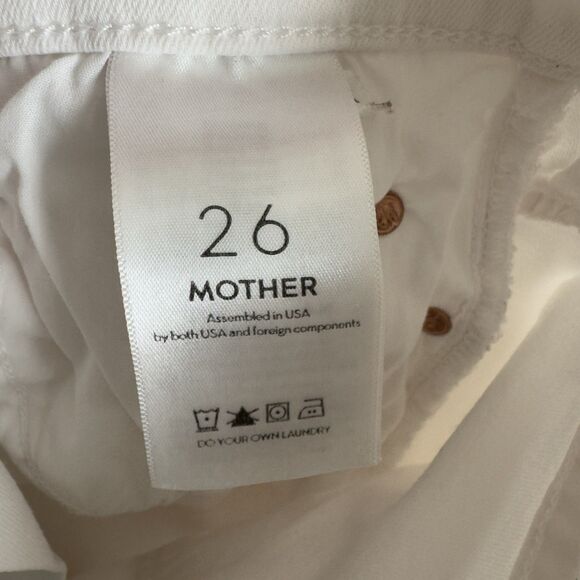 26
MOTHER
Assembled in USA
by both USA and foreign components
DO YOUR OWN LAUNDRY